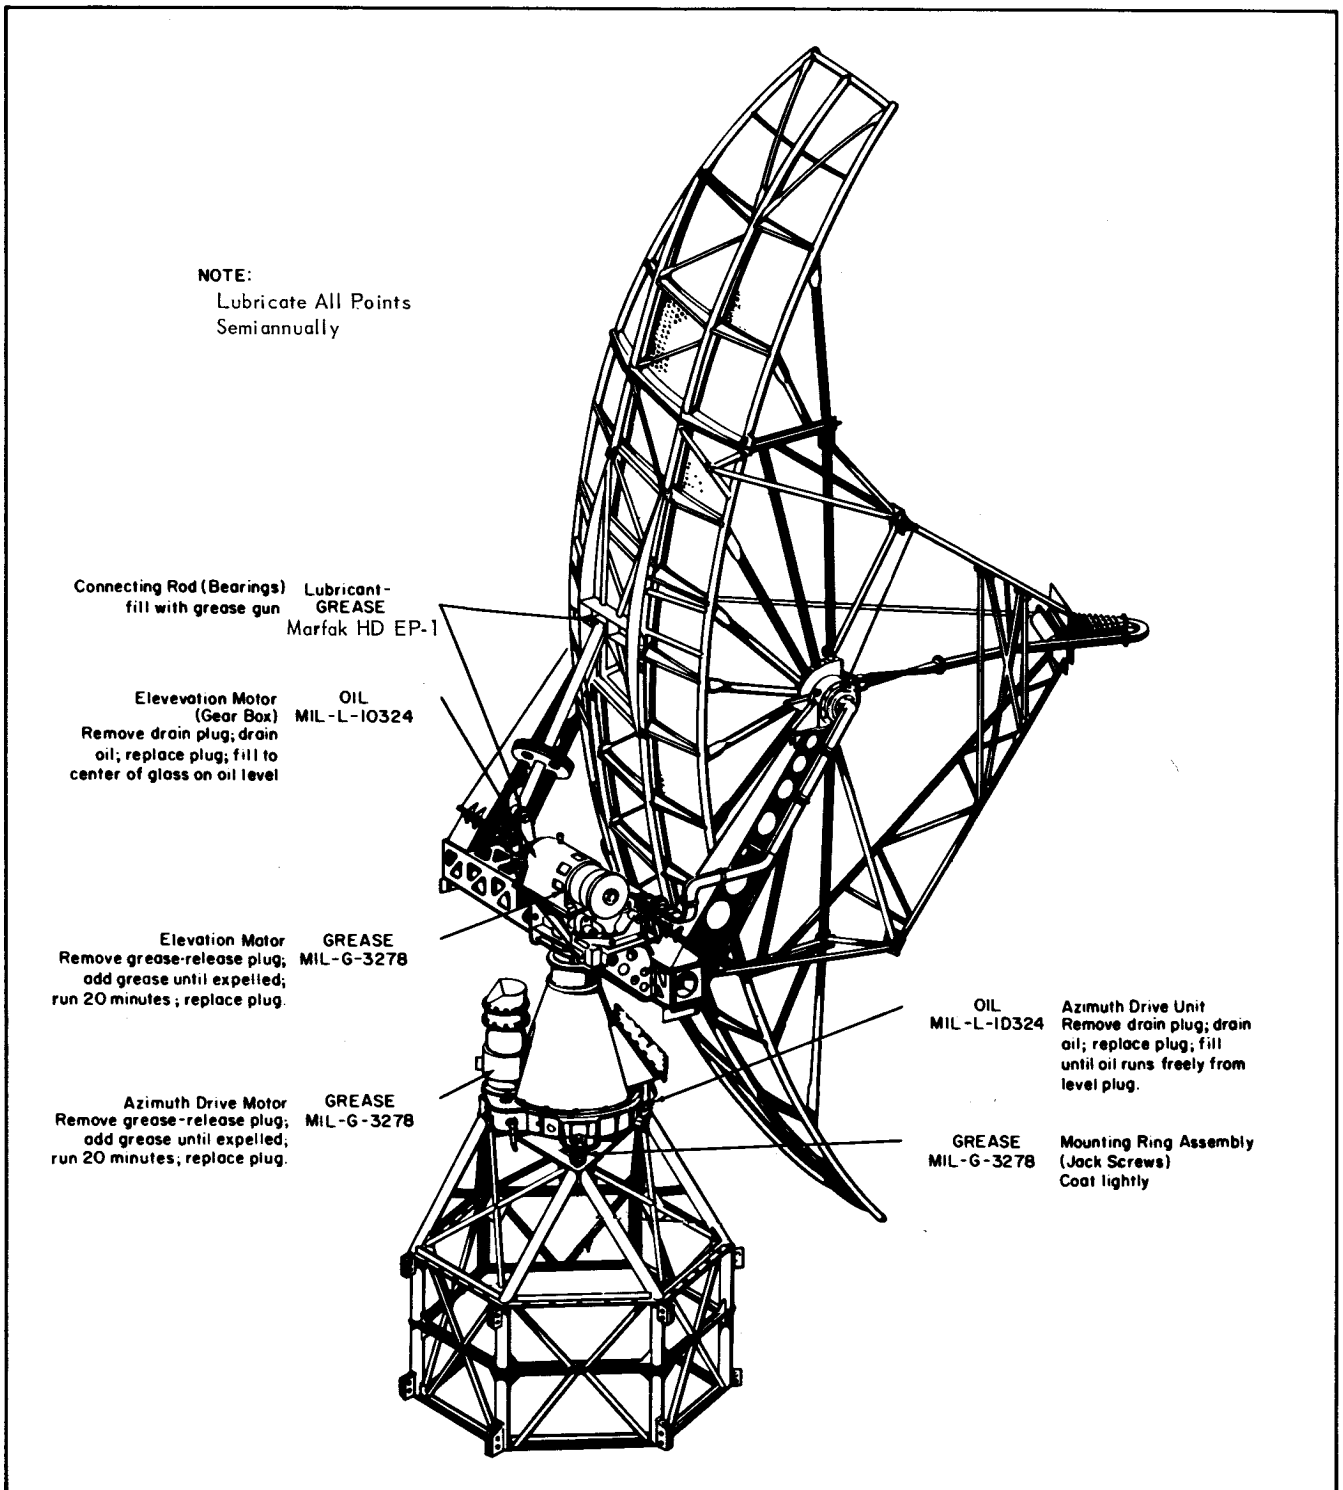 NOTE:
Lubricate All Points
Semiannually
Connecting Rod (Bearings)
fill with grease gun
Lubricant-
GREASE
Marfak HD EP-1
Elevevation Motor
(Gear Box)
Remove drain plug; drain
oil; replace plug; fill to
center of glass on oil level
OIL
MIL-L-10324
Elevation Motor
Remove grease-release plug;
add grease until expelled;
run 20 minutes; replace plug.
GREASE
MIL-G-3278
Azimuth Drive Motor
Remove grease-release plug;
add grease until expelled;
run 20 minutes; replace plug.
GREASE
MIL-G-3278
OIL
MIL-L-10324
Azimuth Drive Unit
Remove drain plug; drain
oil; replace plug; fill
until oil runs freely from
level plug.
GREASE
MIL-G-3278
Mounting Ring Assembly
(Jack Screws)
Coat lightly